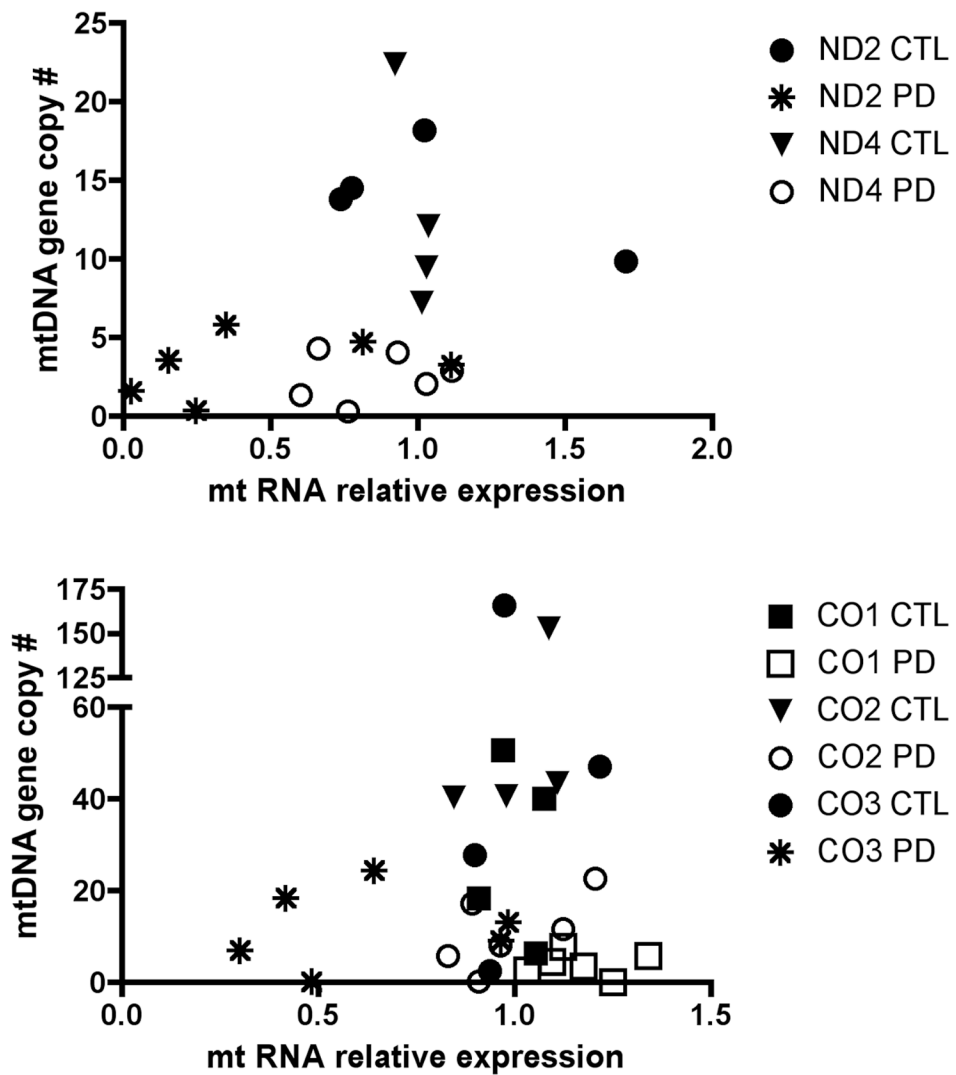 25
20
15
10
5
0
mtDNA gene copy #
0.0 0.5 1.0 1.5 2.0
mt RNA relative expression
ND2 CTL
ND2 PD
ND4 CTL
ND4 PD
175
150
125
60
40
20
0
mtDNA gene copy #
0.0 0.5 1.0 1.5
mt RNA relative expression
CO1 CTL
CO1 PD
CO2 CTL
CO2 PD
CO3 CTL
CO3 PD